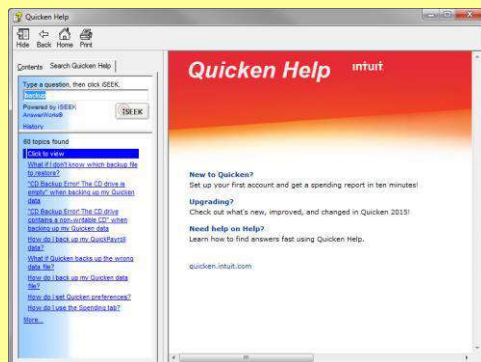 Quicken Help
Hide Back Home Print
Contents Search Quicken Help
Type a question, then click iSEEK.
backup
Powered by iSEEK
AnswerWorks®
iSEEK
History
60 topics found
Click to view
What if I don't know which backup file
to restore?
"CD Backup Error! The CD drive is
empty" when backing up my Quicken
data
"CD Backup Error! The CD drive
contains a non-writable CD" when
backing up my Quicken data
How do I back up my QuickPayroll
data?
What if Quicken backs up the wrong
data file?
How do I back up my Quicken data
file?
How do I set Quicken preferences?
How do I use the Spending tab?
More...
Quicken Help intuit
New to Quicken?
Set up your first account and get a spending report in ten minutes!
Upgrading?
Check out what's new, improved, and changed in Quicken 2015!
Need help on Help?
Learn how to find answers fast using Quicken Help.
quicken.intuit.com